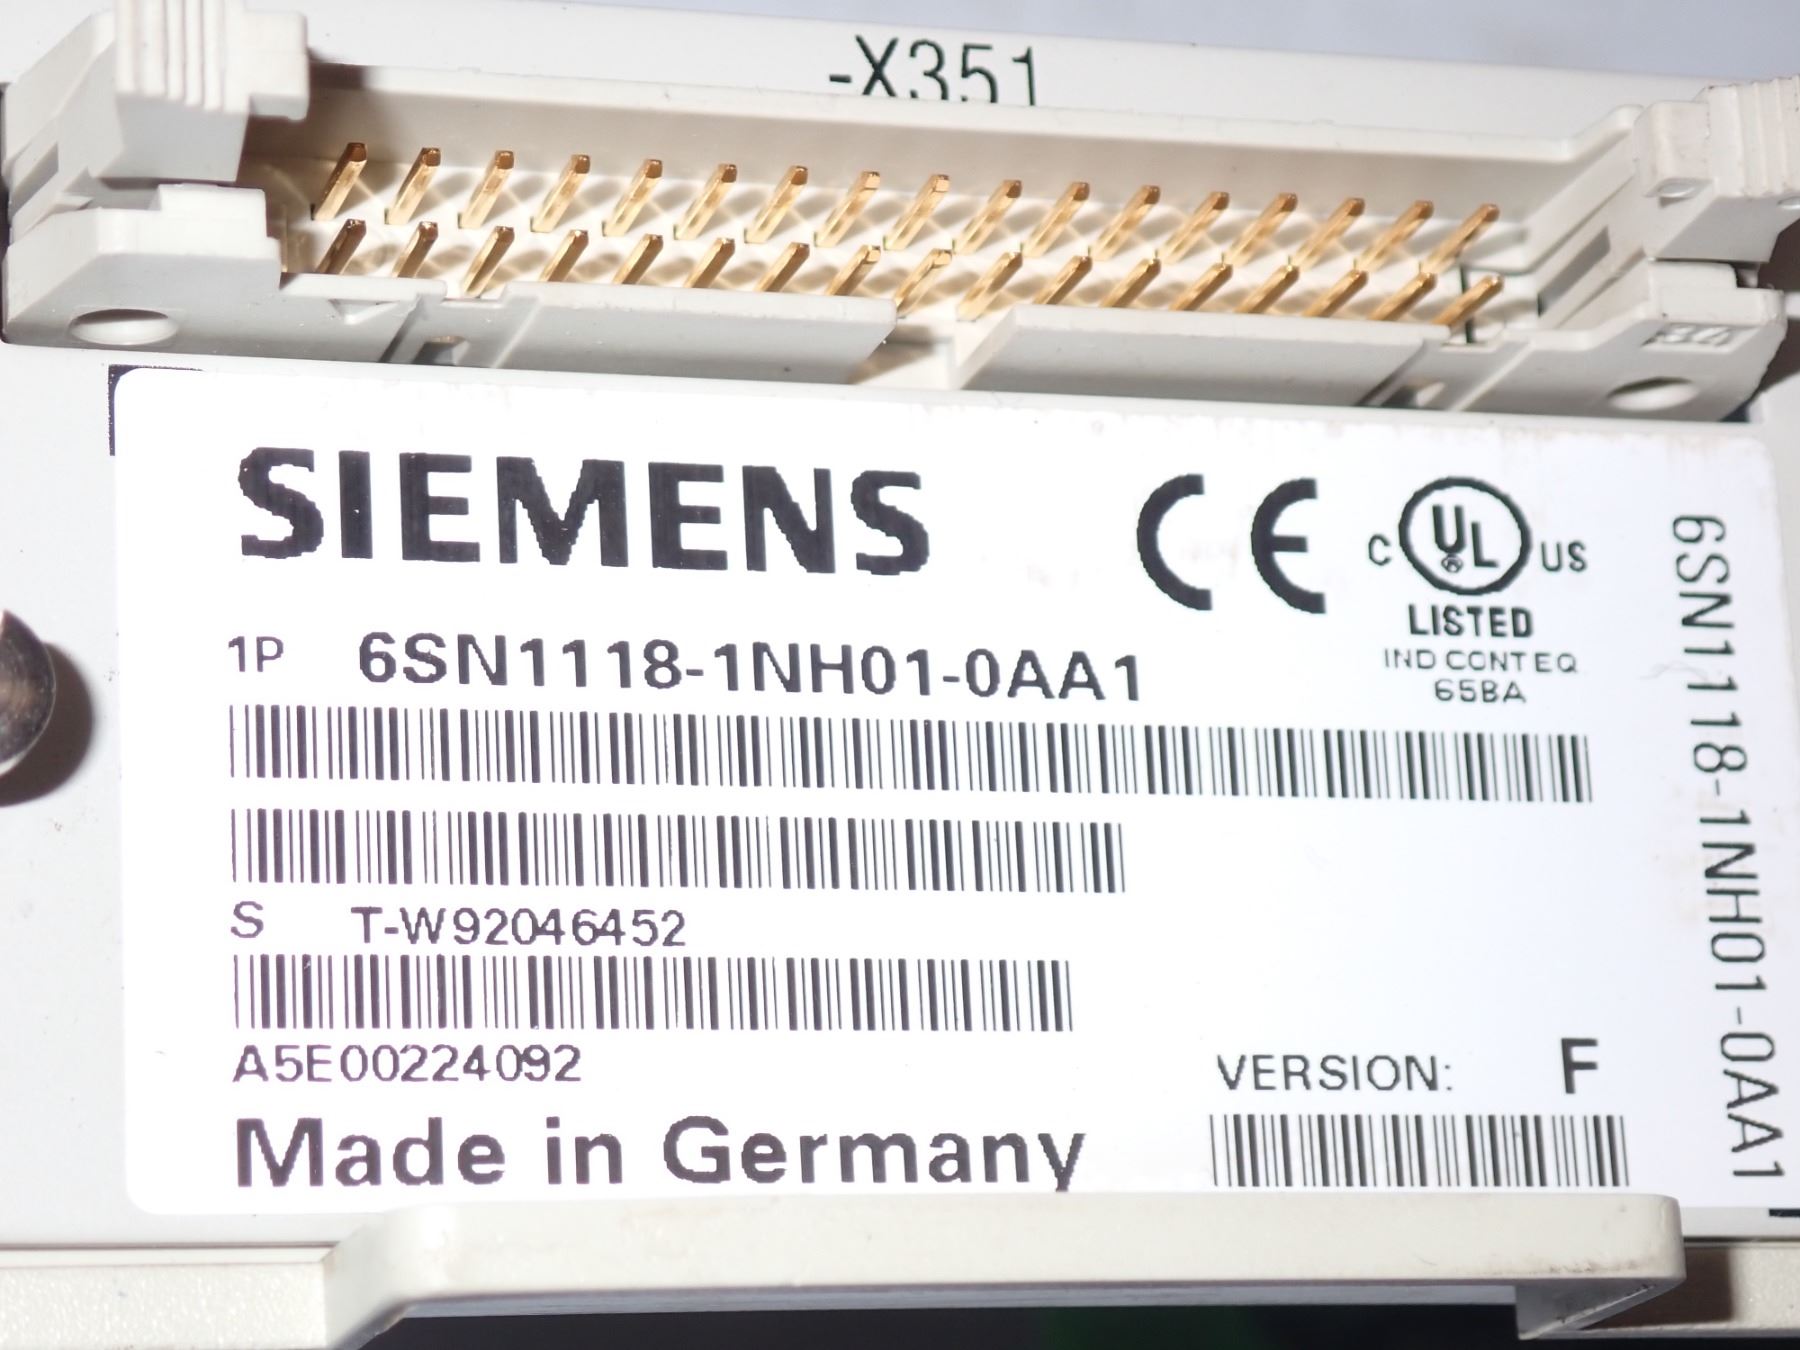 -X351
34
SIEMENS
CE
C UL US
®
LISTED
IND CONT EQ
65BA
1P 6SN1118-1NH01-0AA1
S T-W92046452
A5E00224092
VERSION: F
Made in Germany
6SN1118-1NH01-0AA1